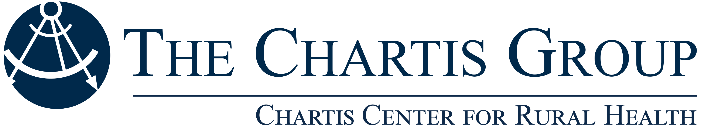 THE CHARTIS GROUP
CHARTIS CENTER FOR RURAL HEALTH